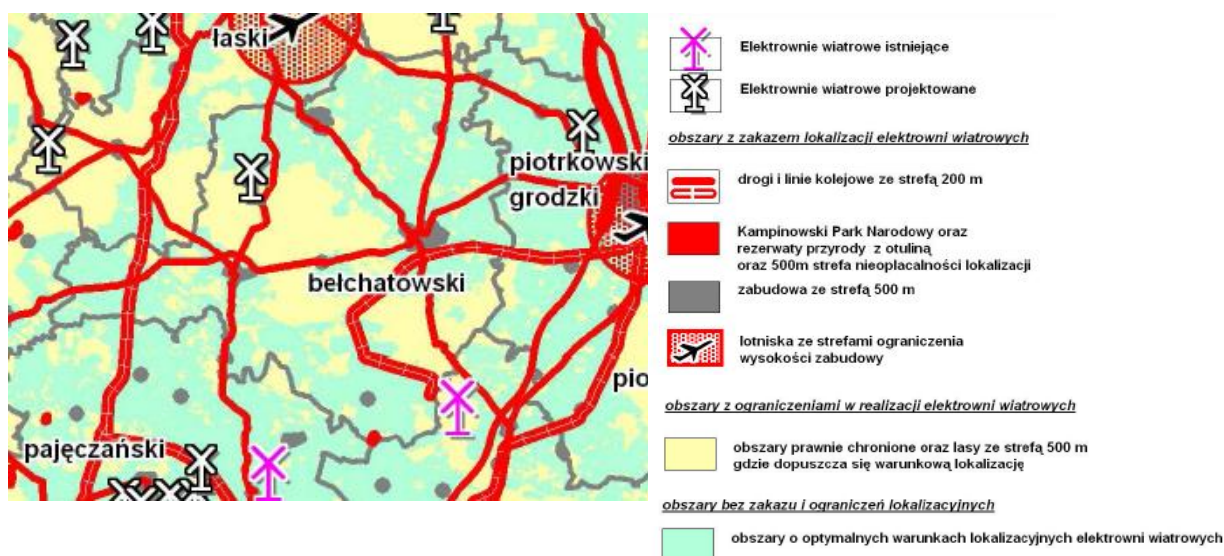 łaski
piotrkowski
grodzki
bełchatowski
pio
pajęczański
Elektrownie wiatrowe istniejące
Elektrownie wiatrowe projektowane
obszary z zakazem lokalizacji elektrowni wiatrowych
drogi i linie kolejowe ze strefą 200 m
Kampinowski Park Narodowy oraz
rezerwaty przyrody z otuliną
oraz 500m strefa nieopłacalności lokalizacji
zabudowa ze strefą 500 m
lotniska ze strefami ograniczenia
wysokości zabudowy
obszary z ograniczeniami w realizacji elektrowni wiatrowych
obszary prawnie chronione oraz lasy ze strefą 500 m
gdzie dopuszcza się warunkową lokalizację
obszary bez zakazu i ograniczeń lokalizacyjnych
obszary o optymalnych warunkach lokalizacyjnych elektrowni wiatrowych